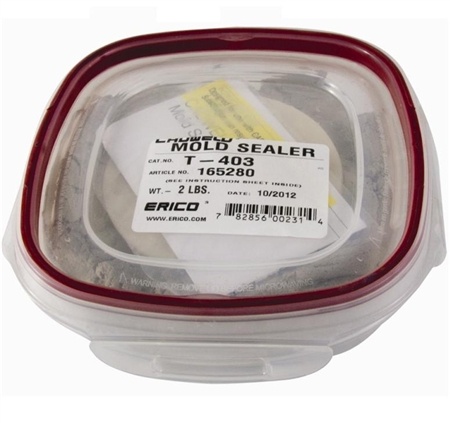 CADWELD
MOLD SEALER
CAT. NO. T-403
ARTICLE NO. 165280
(SEE INSTRUCTION SHEET INSIDE)
WT.- 2 LBS. DATE: 10/2012
ERICO®
WWW.ERICO.COM
7 82856 00231 4